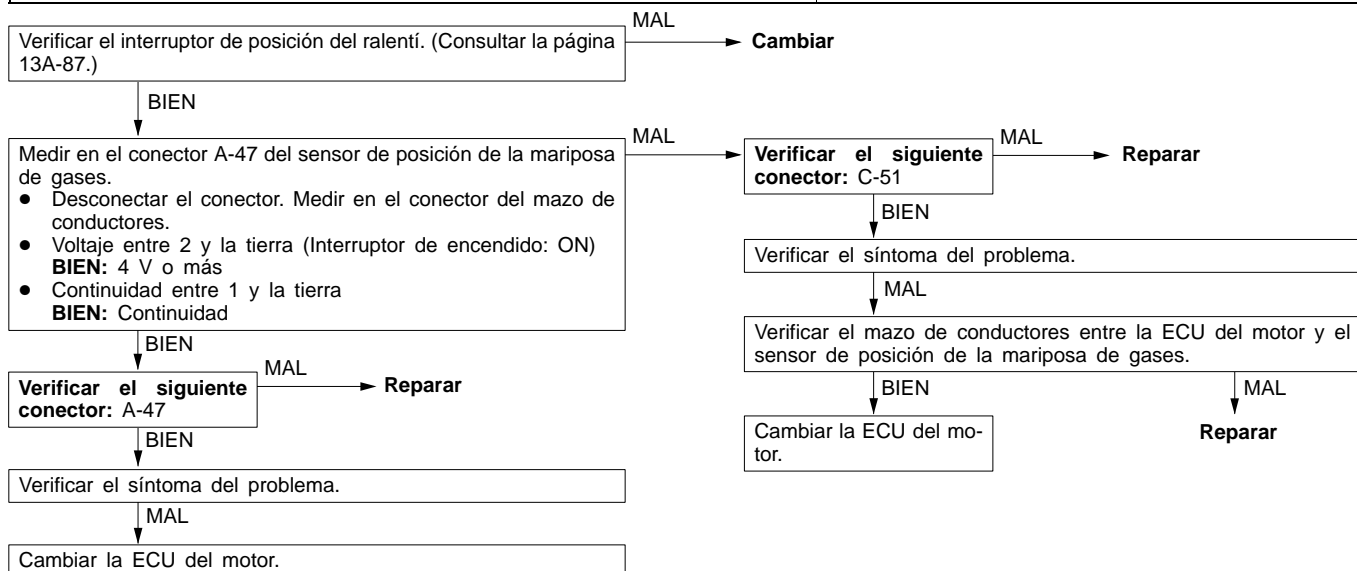 MAL
Verificar el interruptor de posición del ralentí. (Consultar la página
13A-87.)
Cambiar
BIEN
Medir en el conector A-47 del sensor de posición de la mariposa
de gases.
● Desconectar el conector. Medir en el conector del mazo de
conductores.
● Voltaje entre 2 y la tierra (Interruptor de encendido: ON)
BIEN: 4 V o más
● Continuidad entre 1 y la tierra
BIEN: Continuidad
MAL
Verificar el siguiente
conector: C-51
MAL
Reparar
BIEN
Verificar el síntoma del problema.
MAL
Verificar el mazo de conductores entre la ECU del motor y el
sensor de posición de la mariposa de gases.
BIEN
MAL
Cambiar la ECU del mo-
tor.
Reparar
BIEN
Verificar el siguiente
conector: A-47
MAL
Reparar
BIEN
Verificar el síntoma del problema.
MAL
Cambiar la ECU del motor.